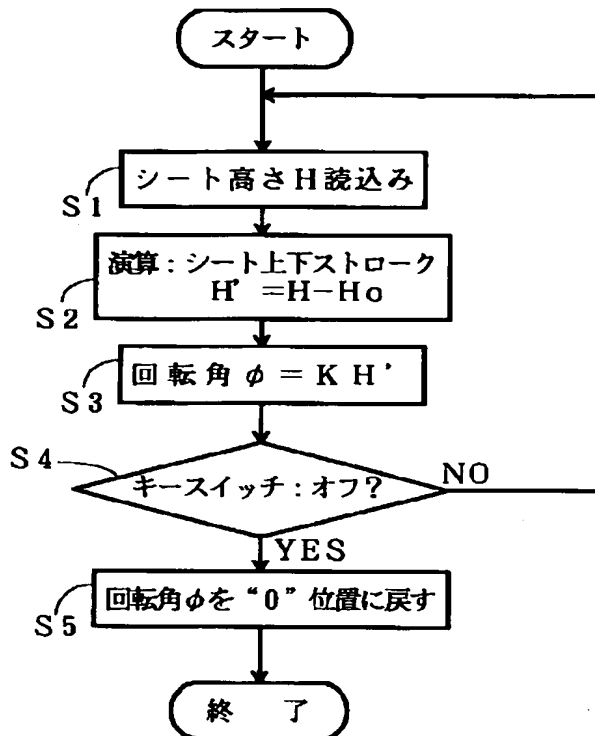 スタート
シート高さH読込み
S1
演算:シート上下ストローク
H'=H-Ho
S2
回転角φ=KH'
S3
S4
キースイッチ:オフ?
NO
YES
回転角φを“0”位置に戻す
S5
終 了